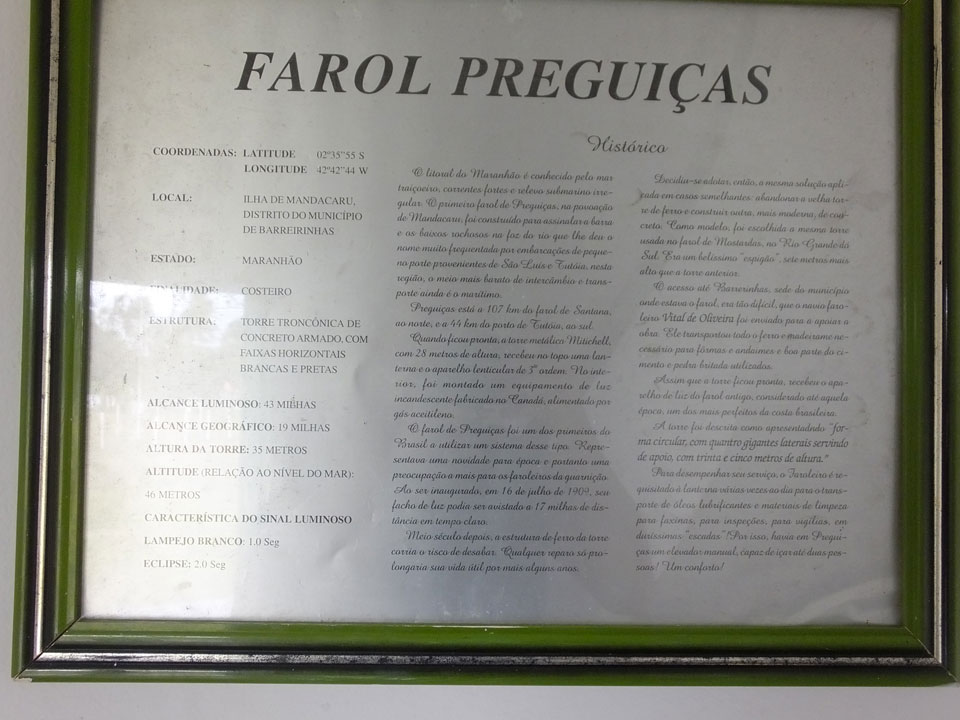 FAROL PREGUIÇAS
COORDENADAS: LATITUDE 02º35"55 S
LONGITUDE 42º42"44 W
LOCAL: ILHA DE MANDACARU,
DISTRITO DO MUNICÍPIO
DE BARREIRINHAS
ESTADO: MARANHÃO
FINALIDADE: COSTEIRO
ESTRUTURA: TORRE TRONCÔNICA DE
CONCRETO ARMADO, COM
FAIXAS HORIZONTAIS
BRANCAS E PRETAS
ALCANCE LUMINOSO: 43 MILHAS
ALCANCE GEOGRÁFICO: 19 MILHAS
ALTURA DA TORRE: 35 METROS
ALTITUDE (RELAÇÃO AO NÍVEL DO MAR):
46 METROS
CARACTERÍSTICA DO SINAL LUMINOSO
LAMPEJO BRANCO: 1.0 Seg
ECLIPSE: 2.0 Seg
Histórico
O litoral do Maranhão é conhecido pelo mar
traiçoeiro, correntes fortes e relevo submarino irre-
gular. O primeiro farol de Preguiças, na povoação
de Mandacaru, foi construído para assinalar a barra
e os baixos rochosos na foz do rio que lhe deu o
nome muito frequentada por embarcações de peque-
no porte provenientes de São Luís e Tutóia, nesta
região, o meio mais barato de intercâmbio e trans-
porte ainda é o marítimo.
Preguiças está a 107 km do farol de Santana,
ao norte, e a 44 km do porto de Tutóia, ao sul.
Quando ficou pronta, a torre metálica Mitichell,
com 28 metros de altura, recebeu no topo uma lan-
terna e o aparelho lenticular de 3ª ordem. No inte-
rior, foi montado um equipamento de luz
incandescente fabricado no Canadá, alimentado por
gás acetileno.
O farol de Preguiças foi um dos primeiros do
Brasil a utilizar um sistema desse tipo. Repre-
sentava uma novidade para época e portanto uma
preocupação a mais para os faroleiros da guarnição.
Ao ser inaugurado, em 16 de julho de 1909, seu
facho de luz podia ser avistado a 17 milhas de dis-
tância em tempo claro.
Meio século depois, a estrutura de ferro da torre
corria o risco de desabar. Qualquer reparo só pro-
longaria sua vida útil por mais alguns anos.
Decidiu-se adotar, então, a mesma solução apli-
cada em casos semelhantes: abandonar a velha tor-
re de ferro e construir outra, mais moderna, de con-
creto. Como modelo, foi escolhida a mesma torre
usada no farol de Mostardas, no Rio Grande do
Sul. Era um belíssimo "espigão", sete metros mais
alto que a torre anterior.
O acesso até Barrerinhas, sede do município
onde estava o farol, era tão difícil, que o navio faro-
leiro Vital de Oliveira foi enviado para a apoiar a
obra. Ele transportou todo o ferro e madeirame ne-
cessário para fôrmas e andaimes e boa parte do ci-
mento e pedra britada utilizados.
Assim que a torre ficou pronta, recebeu o apa-
relho de luz do farol antigo, considerado até aquela
época, um dos mais perfeitos da costa brasileira.
A torre foi descrita como apresentadndo "for-
ma circular, com quantro gigantes laterais servindo
de apoio, com trinta e cinco metros de altura."
Para desempenhar seu serviço, o Faroleiro é re-
quisitado à lanterna várias vezes ao dia para o trans-
porte de óleos lubrificantes e materiais de limpeza
para faxinas, para inspeções, para vigílias, em
duríssimas "escadas"! Por isso, havia em Pregui-
ças um elevador manual, capaz de içar até duas pes-
soas! Um conforto!